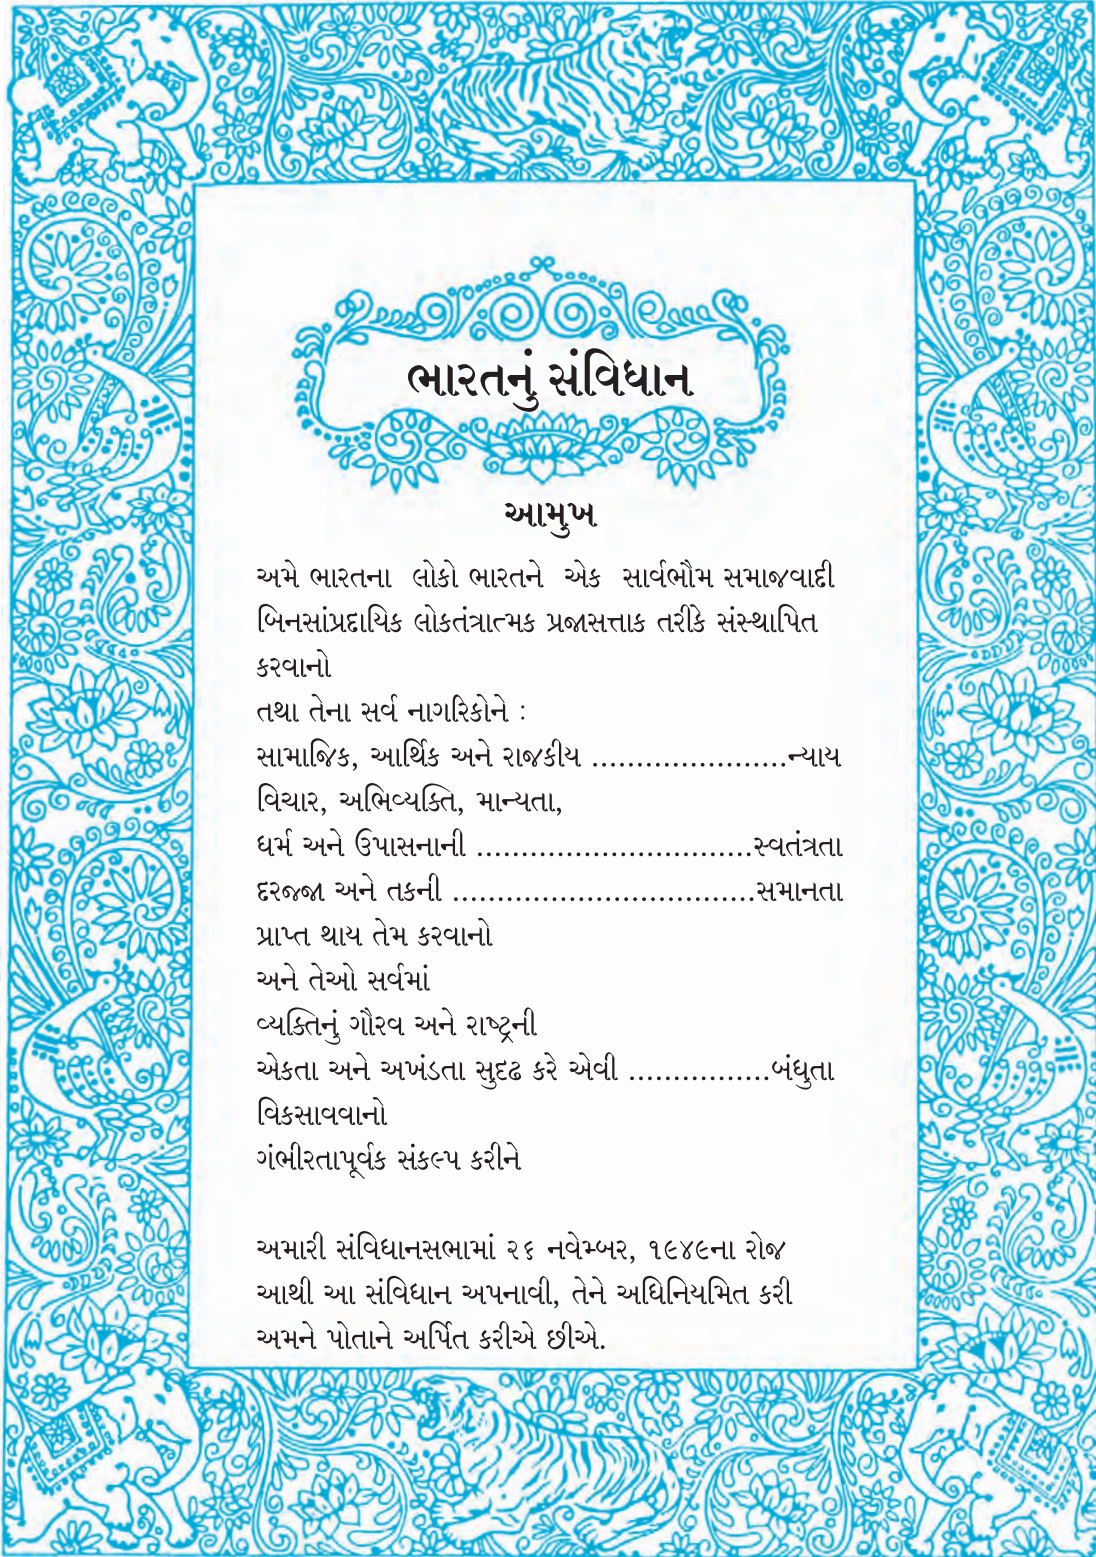 ભારતનું સંવિધાન
આમુખ
અમે ભારતના લોકો ભારતને એક સાર્વભૌમ સમાજવાદી
બિનસાંપ્રદાયિક લોકતંત્રાત્મક પ્રજાસત્તાક તરીકે સંસ્થાપિત
કરવાનો
તથા તેના સર્વ નાગરિકોને :
સામાજિક, આર્થિક અને રાજકીય ......................ન્યાય
વિચાર, અભિવ્યક્તિ, માન્યતા,
ધર્મ અને ઉપાસનાની ...............................સ્વતંત્રતા
દરજ્જા અને તકની ..................................સમાનતા
પ્રાપ્ત થાય તેમ કરવાનો
અને તેઓ સર્વમાં
વ્યક્તિનું ગૌરવ અને રાષ્ટ્રની
એકતા અને અખંડતા સુદઢ કરે એવી ................બંધુતા
વિકસાવવાનો
ગંભીરતાપૂર્વક સંકલ્પ કરીને
અમારી સંવિધાનસભામાં ૨૬ નવેમ્બર, ૧૯૪૯ના રોજ
આથી આ સંવિધાન અપનાવી, તેને અધિનિયમિત કરી
અમને પોતાને અર્પિત કરીએ છીએ.